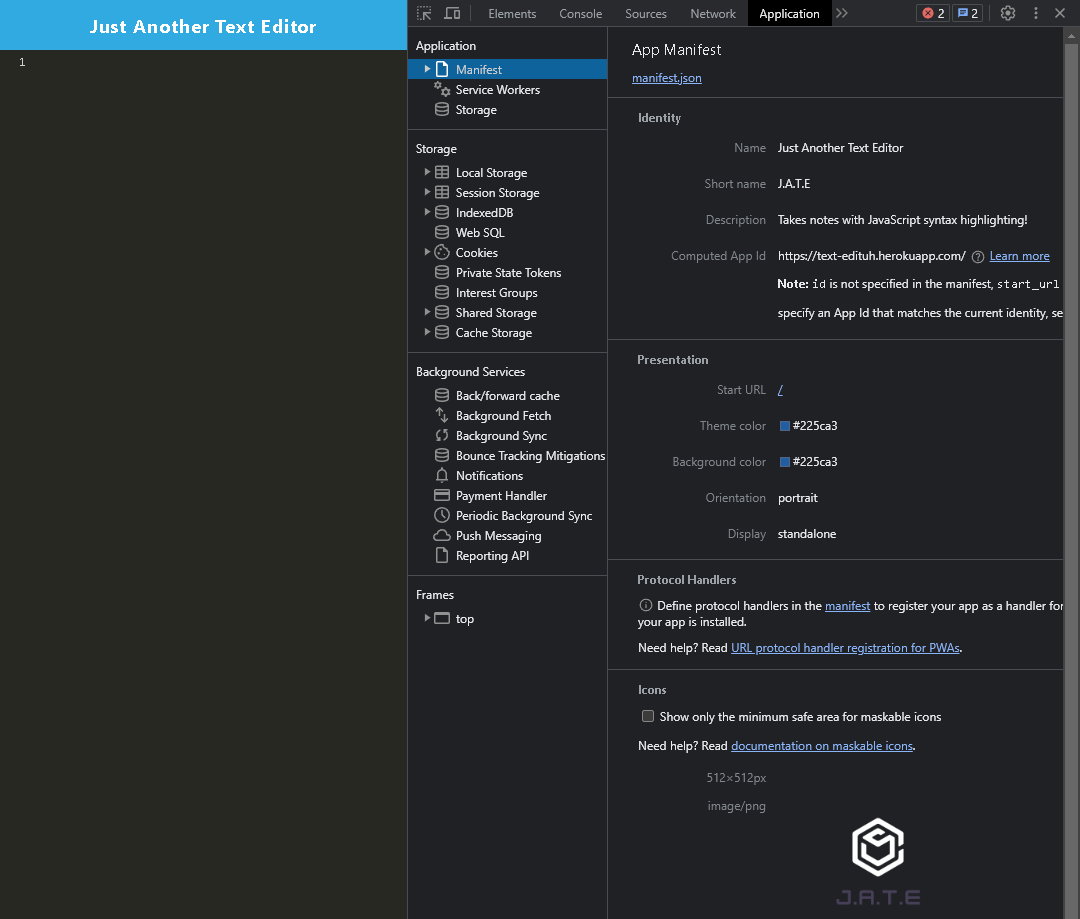 Just Another Text Editor
1
Elements Console Sources Network Application 2 2
Application
Manifest
Service Workers
Storage
Storage
Local Storage
Session Storage
IndexedDB
Web SQL
Cookies
Private State Tokens
Interest Groups
Shared Storage
Cache Storage
Background Services
Back/forward cache
Background Fetch
Background Sync
Bounce Tracking Mitigations
Notifications
Payment Handler
Periodic Background Sync
Push Messaging
Reporting API
Frames
top
App Manifest
manifest.json
Identity
Name Just Another Text Editor
Short name J.A.T.E
Description Takes notes with JavaScript syntax highlighting!
Computed App Id https://text-edituh.herokuapp.com/ ? Learn more
Note: id is not specified in the manifest, start_url
specify an App Id that matches the current identity, se
Presentation
Start URL /
Theme color #225ca3
Background color #225ca3
Orientation portrait
Display standalone
Protocol Handlers
Define protocol handlers in the manifest to register your app as a handler for
your app is installed.
Need help? Read URL protocol handler registration for PWAs.
Icons
Show only the minimum safe area for maskable icons
Need help? Read documentation on maskable icons.
512×512px
image/png
J.A.T.E